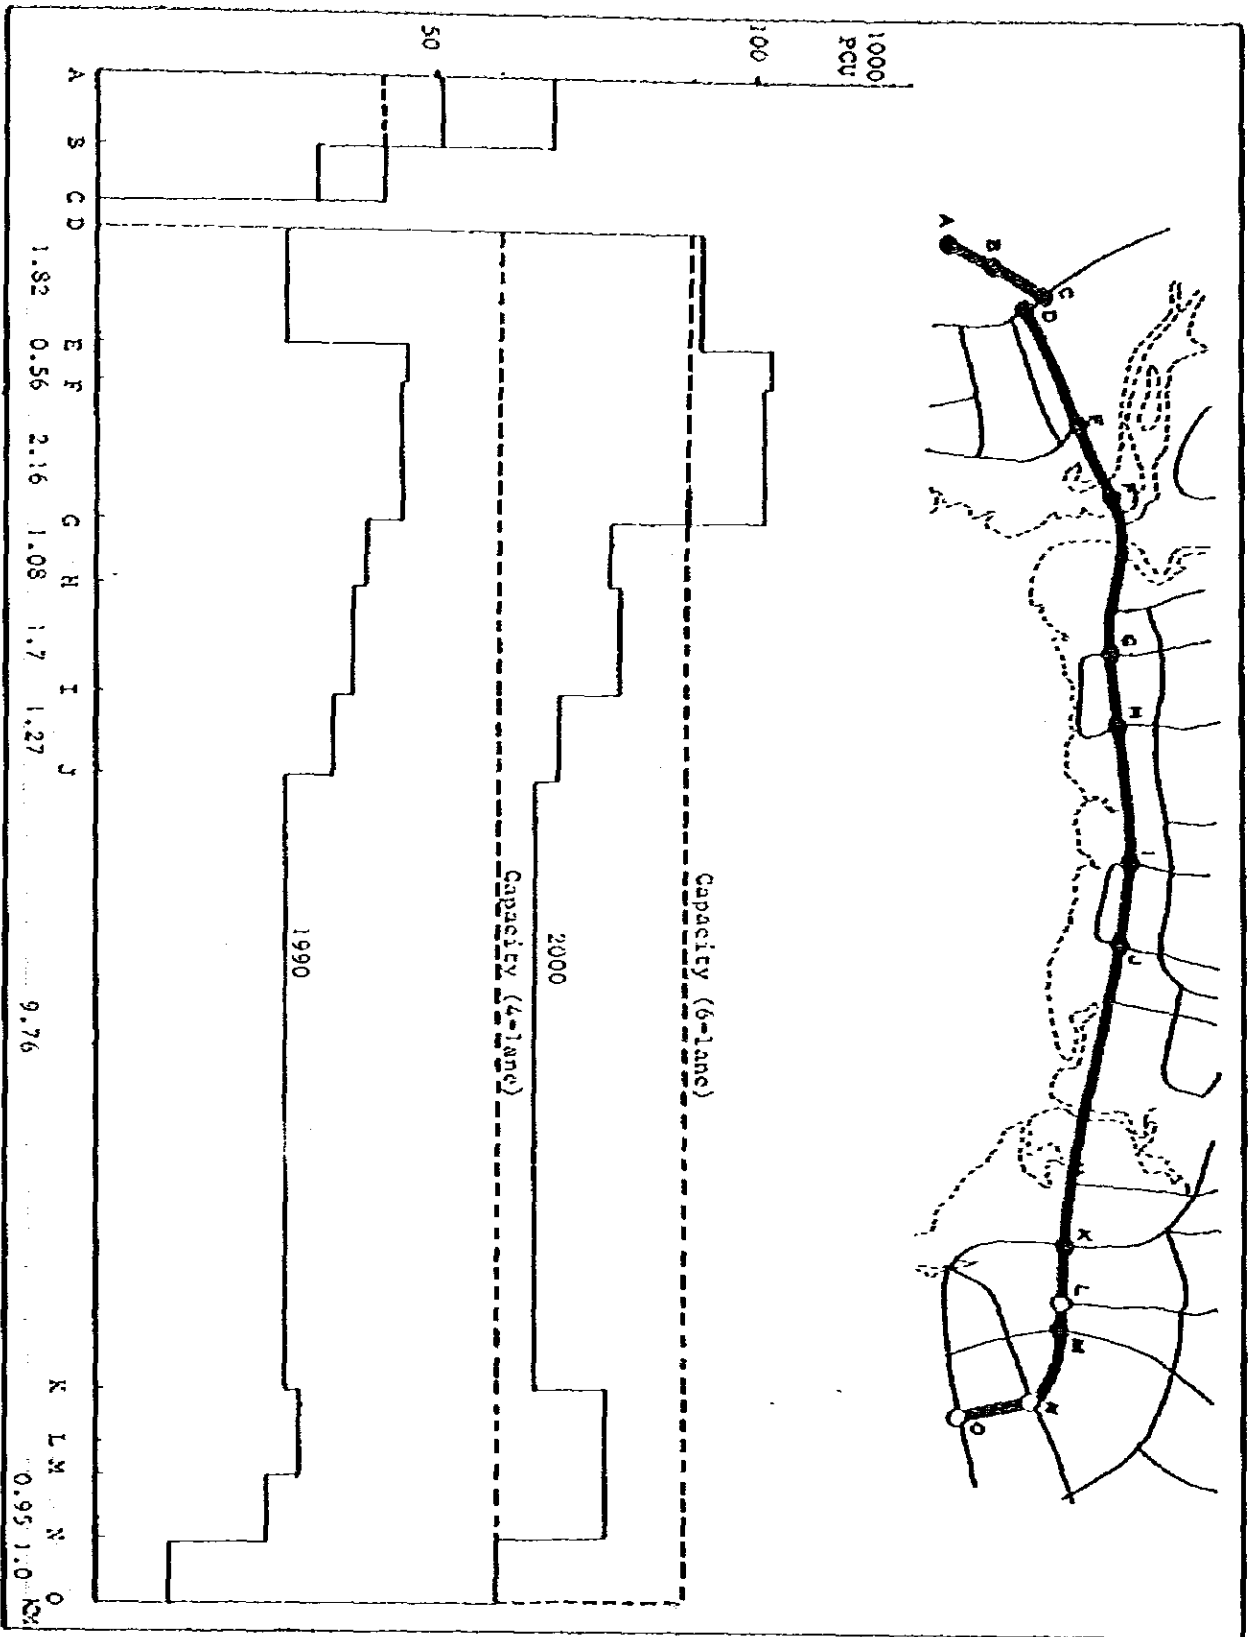 A
B
C
D
E
F
G
H
I
J
K
L
M
N
O
1000
PCU
100
50
Capacity (6-lane)
2000
Capacity (4-lane)
1990
A B C D E F G H I J K L M N O
1.82 0.56 2.16 1.08 1.7 1.27 9.76 0.95 1.0 KM